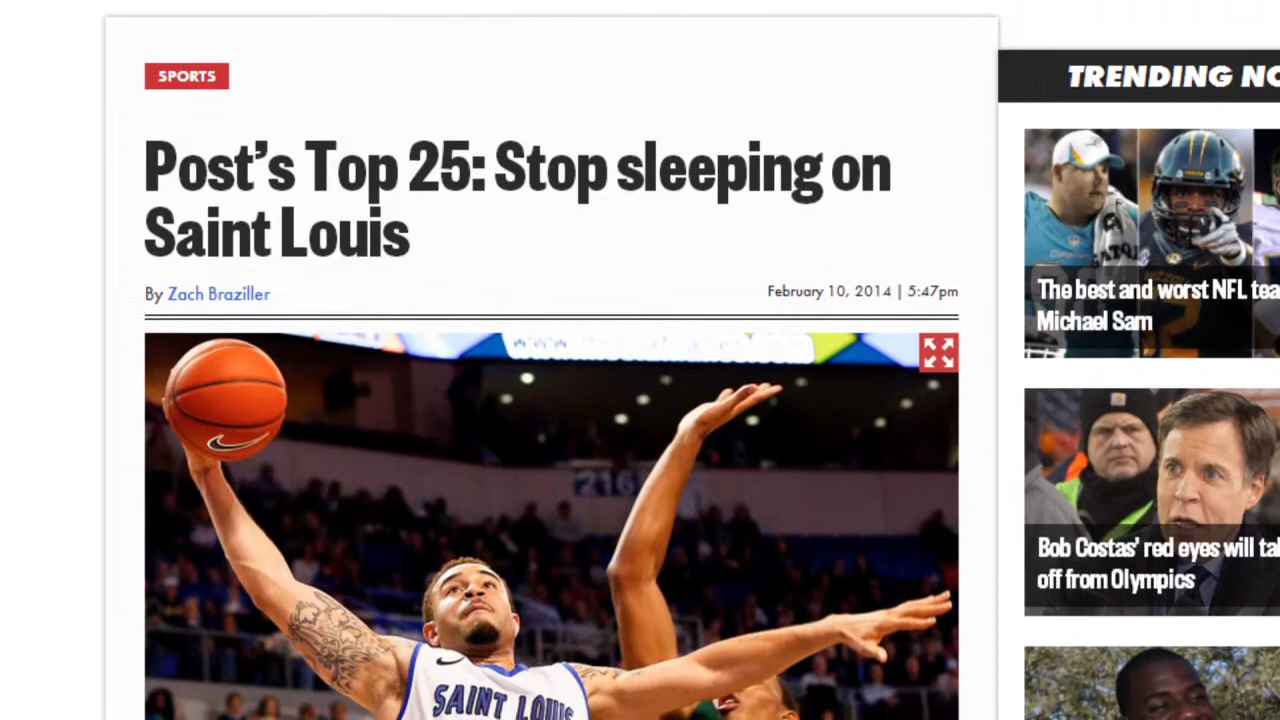 SPORTS
TRENDING
Post's Top 25: Stop sleeping on
Saint Louis
By Zach Braziller
February 10, 2014 | 5:47pm
216
SAINT LOUIS
The best and worst NFL
Michael Sam
Bob Costas' red eyes will
off from Olympics